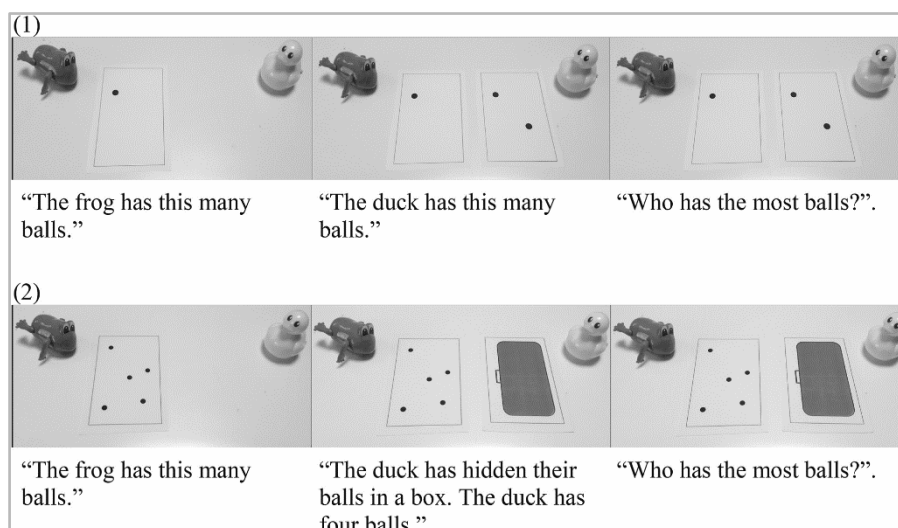 (1)
“The frog has this many
balls.”
“The duck has this many
balls.”
“Who has the most balls?”.
(2)
“The frog has this many
balls.”
“The duck has hidden their
balls in a box. The duck has
four balls.”
“Who has the most balls?”.